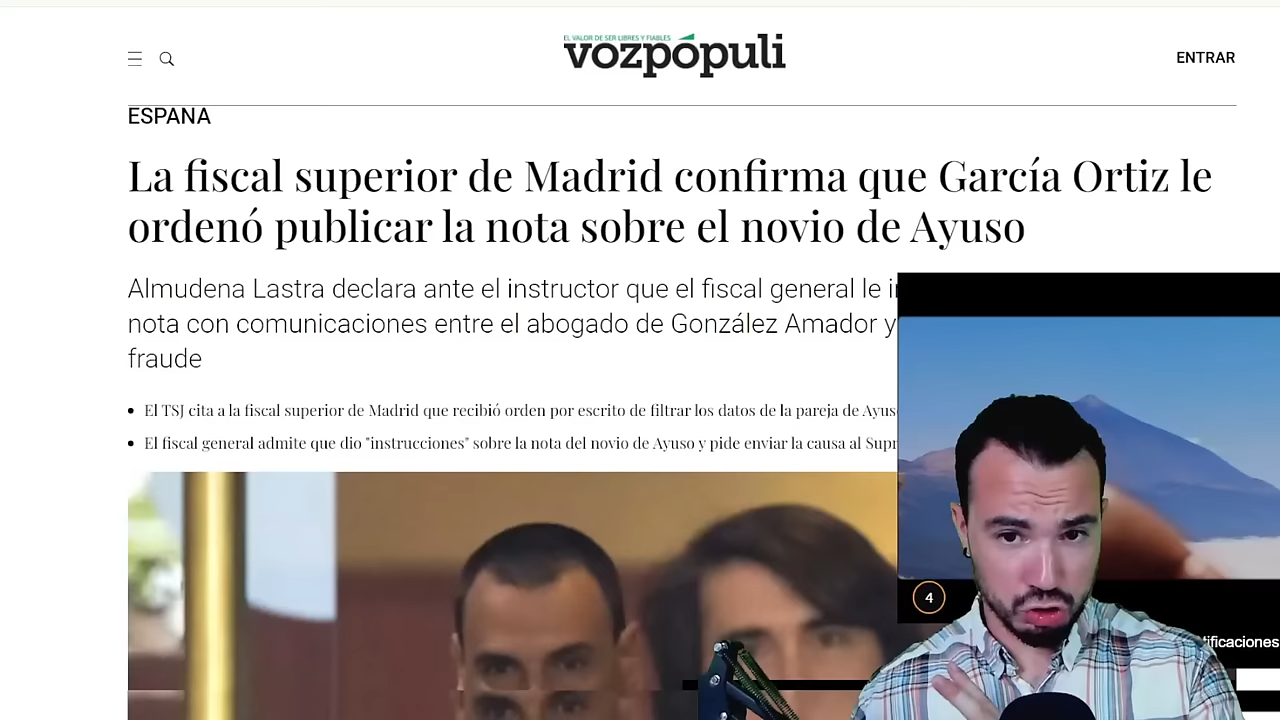 EL VALOR DE SER LIBRES Y FIABLES
vozpópuli
ENTRAR
ESPANA
La fiscal superior de Madrid confirma que García Ortiz le
ordenó publicar la nota sobre el novio de Ayuso
Almudena Lastra declara ante el instructor que el fiscal general le
nota con comunicaciones entre el abogado de González Amador y
fraude
El TSJ cita a la fiscal superior de Madrid que recibió orden por escrito de filtrar los datos de la pareja de
El fiscal general admite que dio "instrucciones" sobre la nota del novio de Ayuso y pide enviar la causa al
4